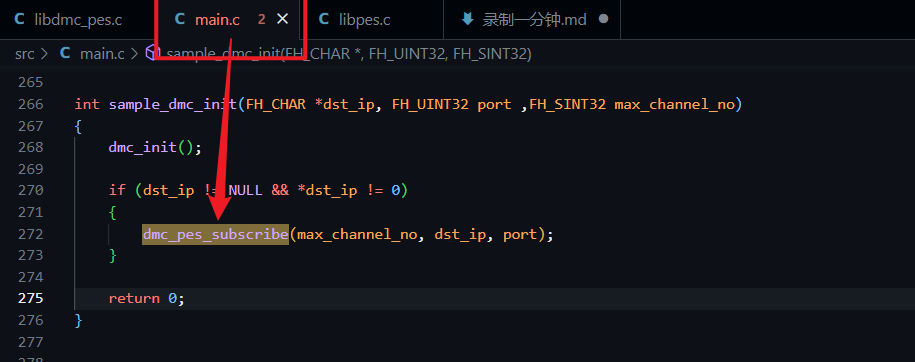 C libdmc_pes.c C main.c 2 × C libpes.c 录制一分钟.md ●
src > C main.c > sample_dmc_init(FH_CHAR *, FH_UINT32, FH_SINT32)
265
266 int sample_dmc_init(FH_CHAR *dst_ip, FH_UINT32 port ,FH_SINT32 max_channel_no)
267 {
268 dmc_init();
269
270 if (dst_ip != NULL && *dst_ip != 0)
271 {
272 dmc_pes_subscribe(max_channel_no, dst_ip, port);
273 }
274
275 return 0;
276 }
277
278